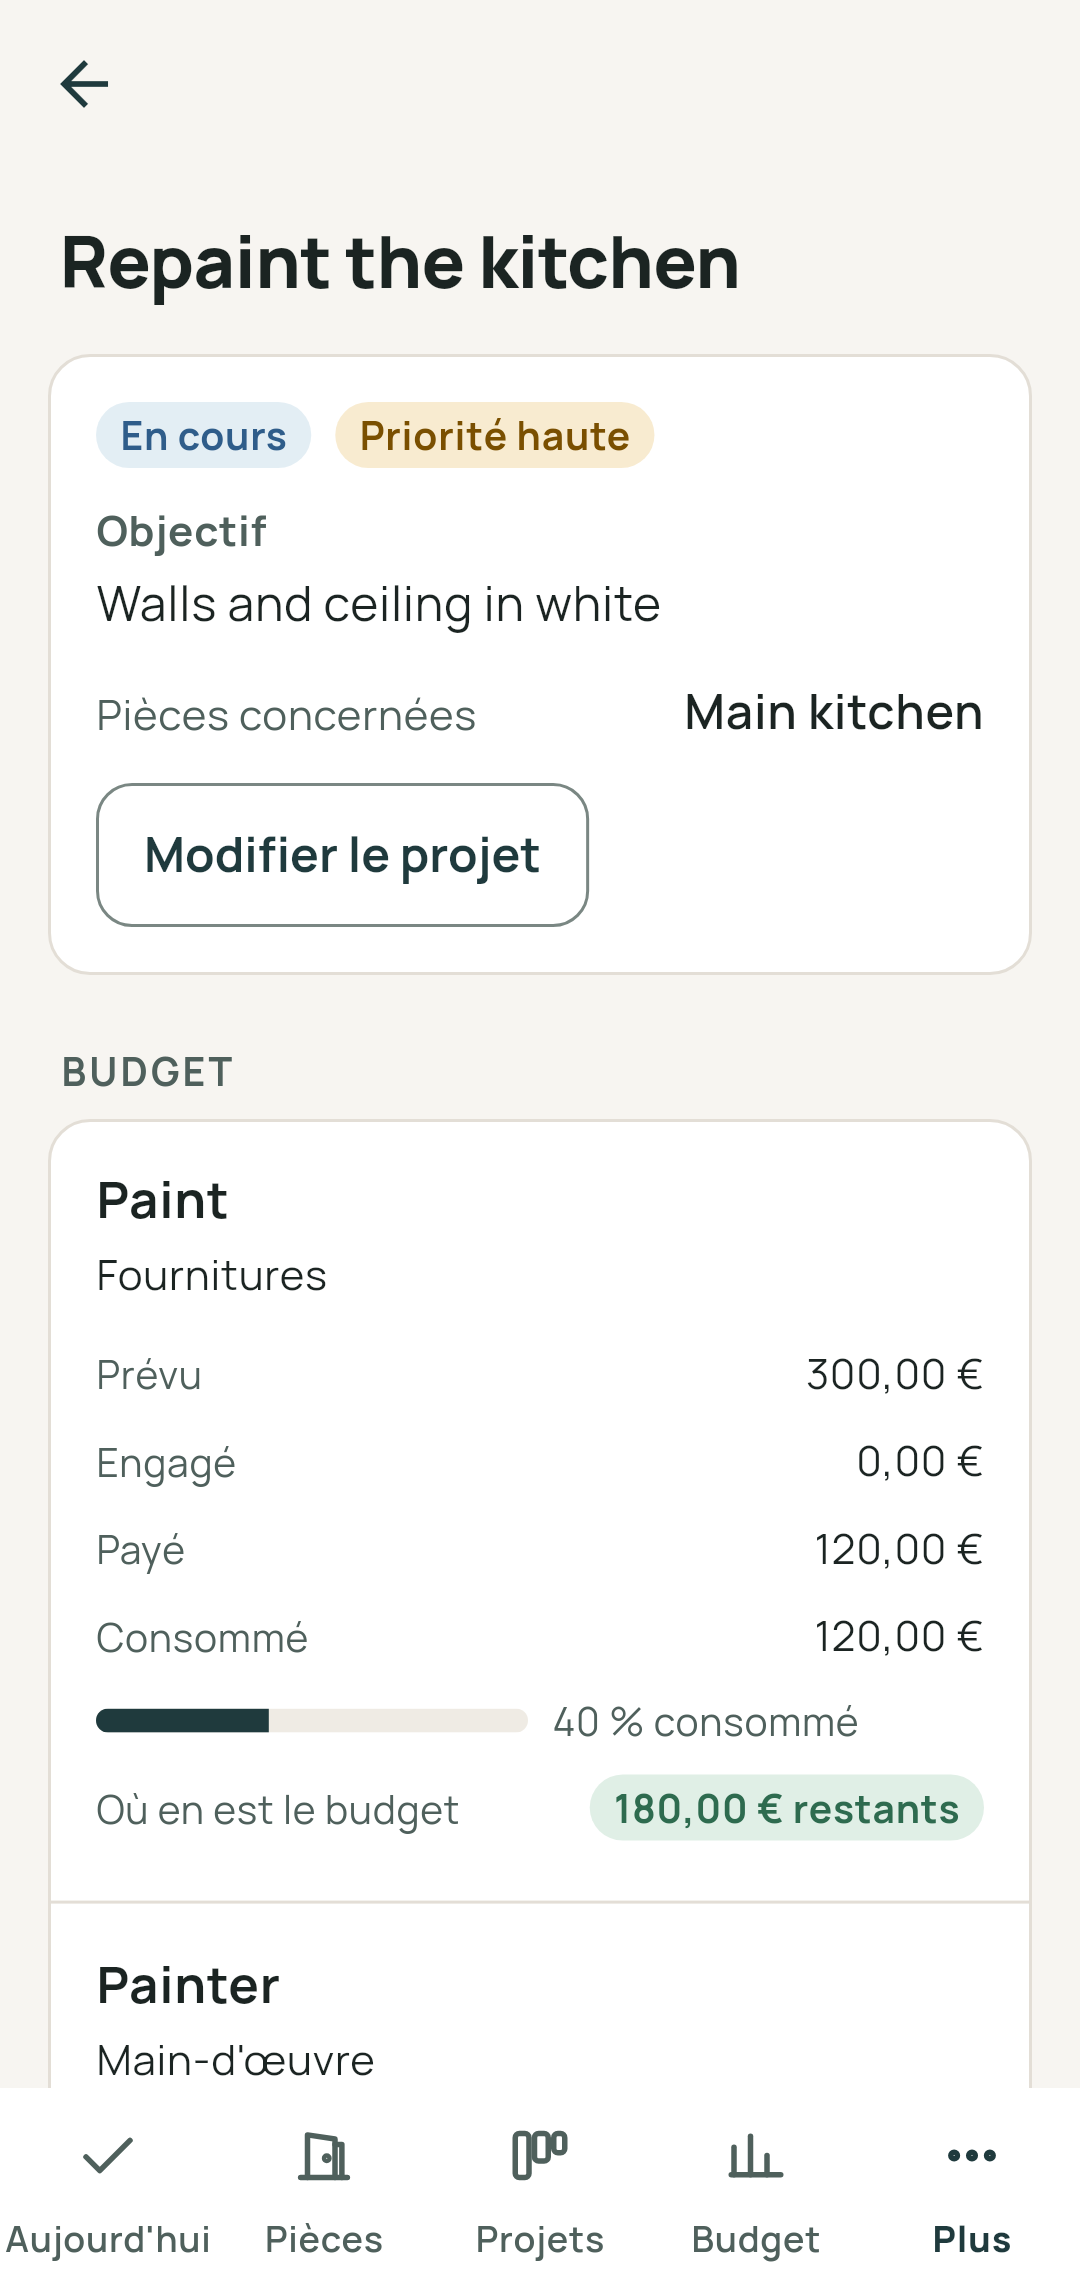 Repaint the kitchen
En cours
Priorité haute
Objectif
Walls and ceiling in white
Pièces concernées
Main kitchen
Modifier le projet
BUDGET
Paint
Fournitures
Prévu
300,00 €
Engagé
0,00 €
Payé
120,00 €
Consommé
120,00 €
40 % consommé
Où en est le budget
180,00 € restants
Painter
Main-d'œuvre
Aujourd'hui
Pièces
Projets
Budget
Plus